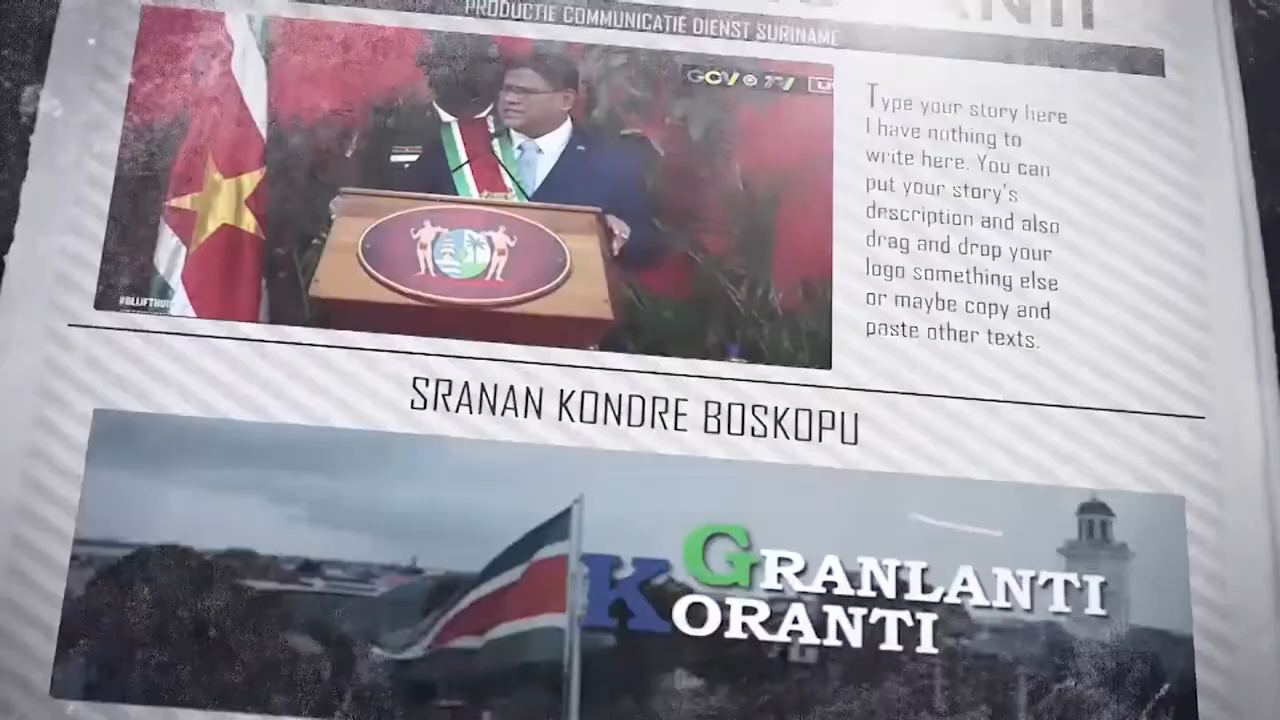 PRODUCTIE COMMUNICATIE DIENST SURINAME
Type your story here
I have nothing to
write here. You can
put your story's
description and also
drag and drop your
logo something else
or maybe copy and
paste other texts.
SRANAN KONDRE BOSKOPU
GRANLANTI
KORANTI